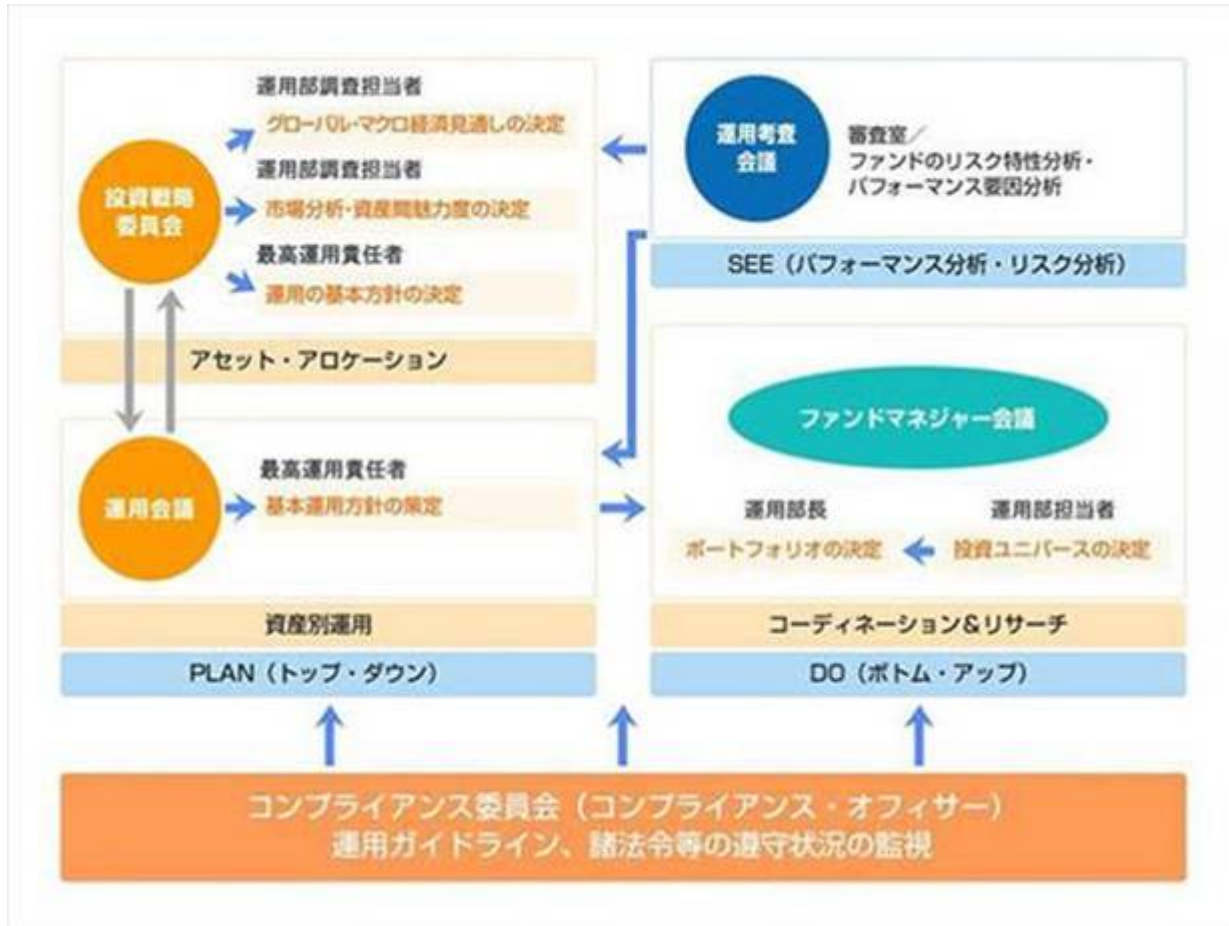 運用部調査担当者
グローバル・マクロ経済見通しの決定
投資戦略
委員会
運用部調査担当者
市場分析・資産間魅力度の決定
最高運用責任者
運用の基本方針の決定
アセット・アロケーション
運用考査
会議
審査室／
ファンドのリスク特性分析・
パフォーマンス要因分析
SEE（パフォーマンス分析・リスク分析）
運用会議
最高運用責任者
基本運用方針の策定
資産別運用
PLAN（トップ・ダウン）
ファンドマネジャー会議
運用部長
ポートフォリオの決定
運用部担当者
投資ユニバースの決定
コーディネーション&リサーチ
DO（ボトム・アップ）
コンプライアンス委員会（コンプライアンス・オフィサー）
運用ガイドライン、諸法令等の遵守状況の監視